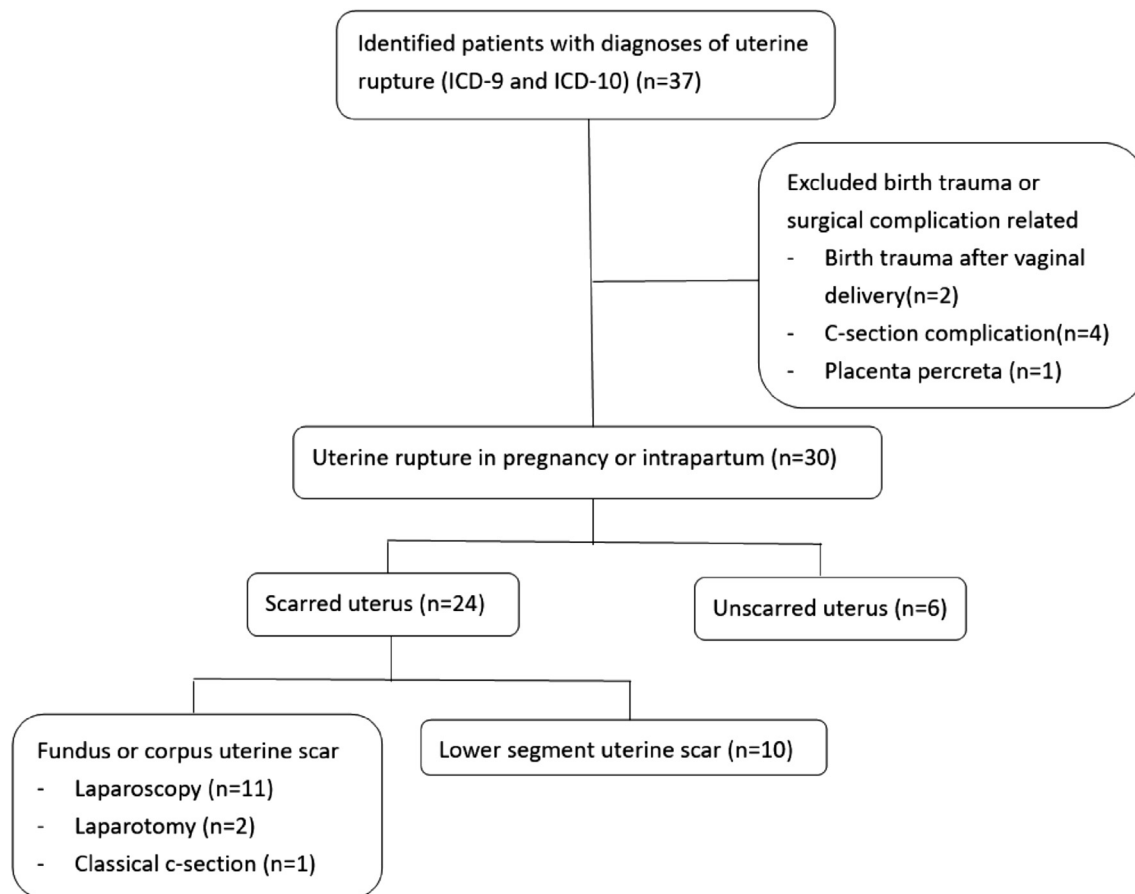 Identified patients with diagnoses of uterine
rupture (ICD-9 and ICD-10) (n=37)
Excluded birth trauma or
surgical complication related
- Birth trauma after vaginal
delivery(n=2)
- C-section complication(n=4)
- Placenta percreta (n=1)
Uterine rupture in pregnancy or intrapartum (n=30)
Scarred uterus (n=24)
Unscarred uterus (n=6)
Fundus or corpus uterine scar
- Laparoscopy (n=11)
- Laparotomy (n=2)
- Classical c-section (n=1)
Lower segment uterine scar (n=10)